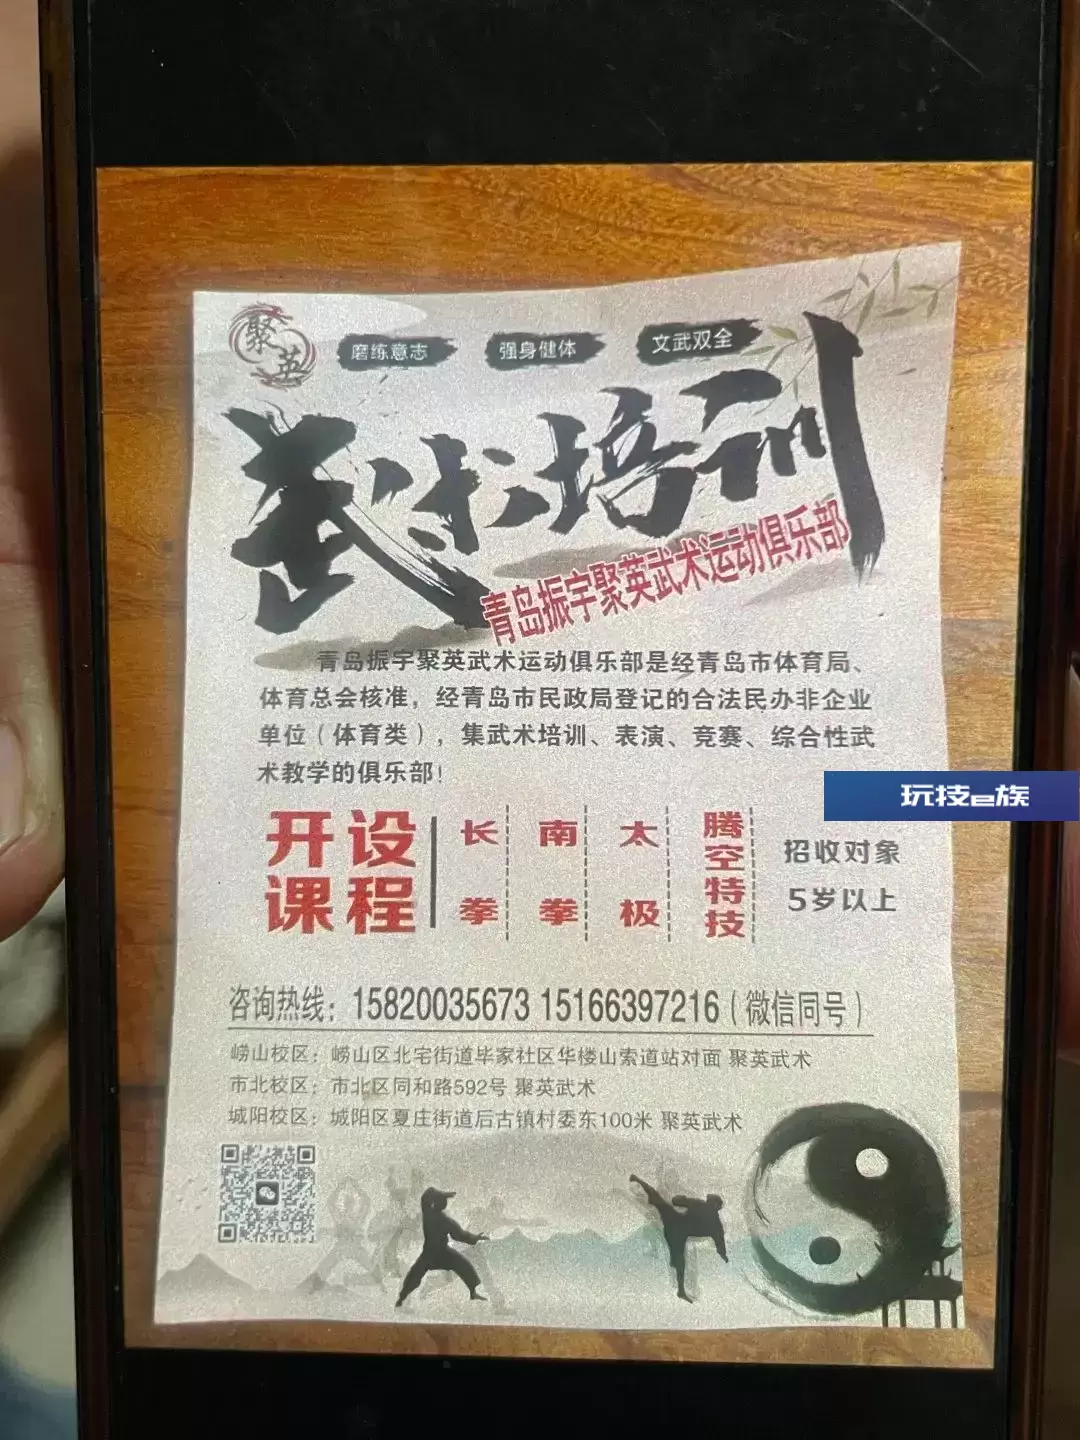 聚英
磨练意志 强身健体 文武双全
武术培训
青岛振宇聚英武术运动俱乐部
青岛振宇聚英武术运动俱乐部是经青岛市体育局、
体育总会核准，经青岛市民政局登记的合法民办非企业
单位（体育类），集武术培训、表演、竞赛、综合性武
术教学的俱乐部！
玩技e族
开设
课程
长拳
南拳
太极
腾空特技
招收对象
5岁以上
咨询热线：15820035673 15166397216（微信同号）
崂山校区：崂山区北宅街道毕家社区华楼山索道站对面 聚英武术
市北校区：市北区同和路592号 聚英武术
城阳校区：城阳区夏庄街道后古镇村委东100米 聚英武术